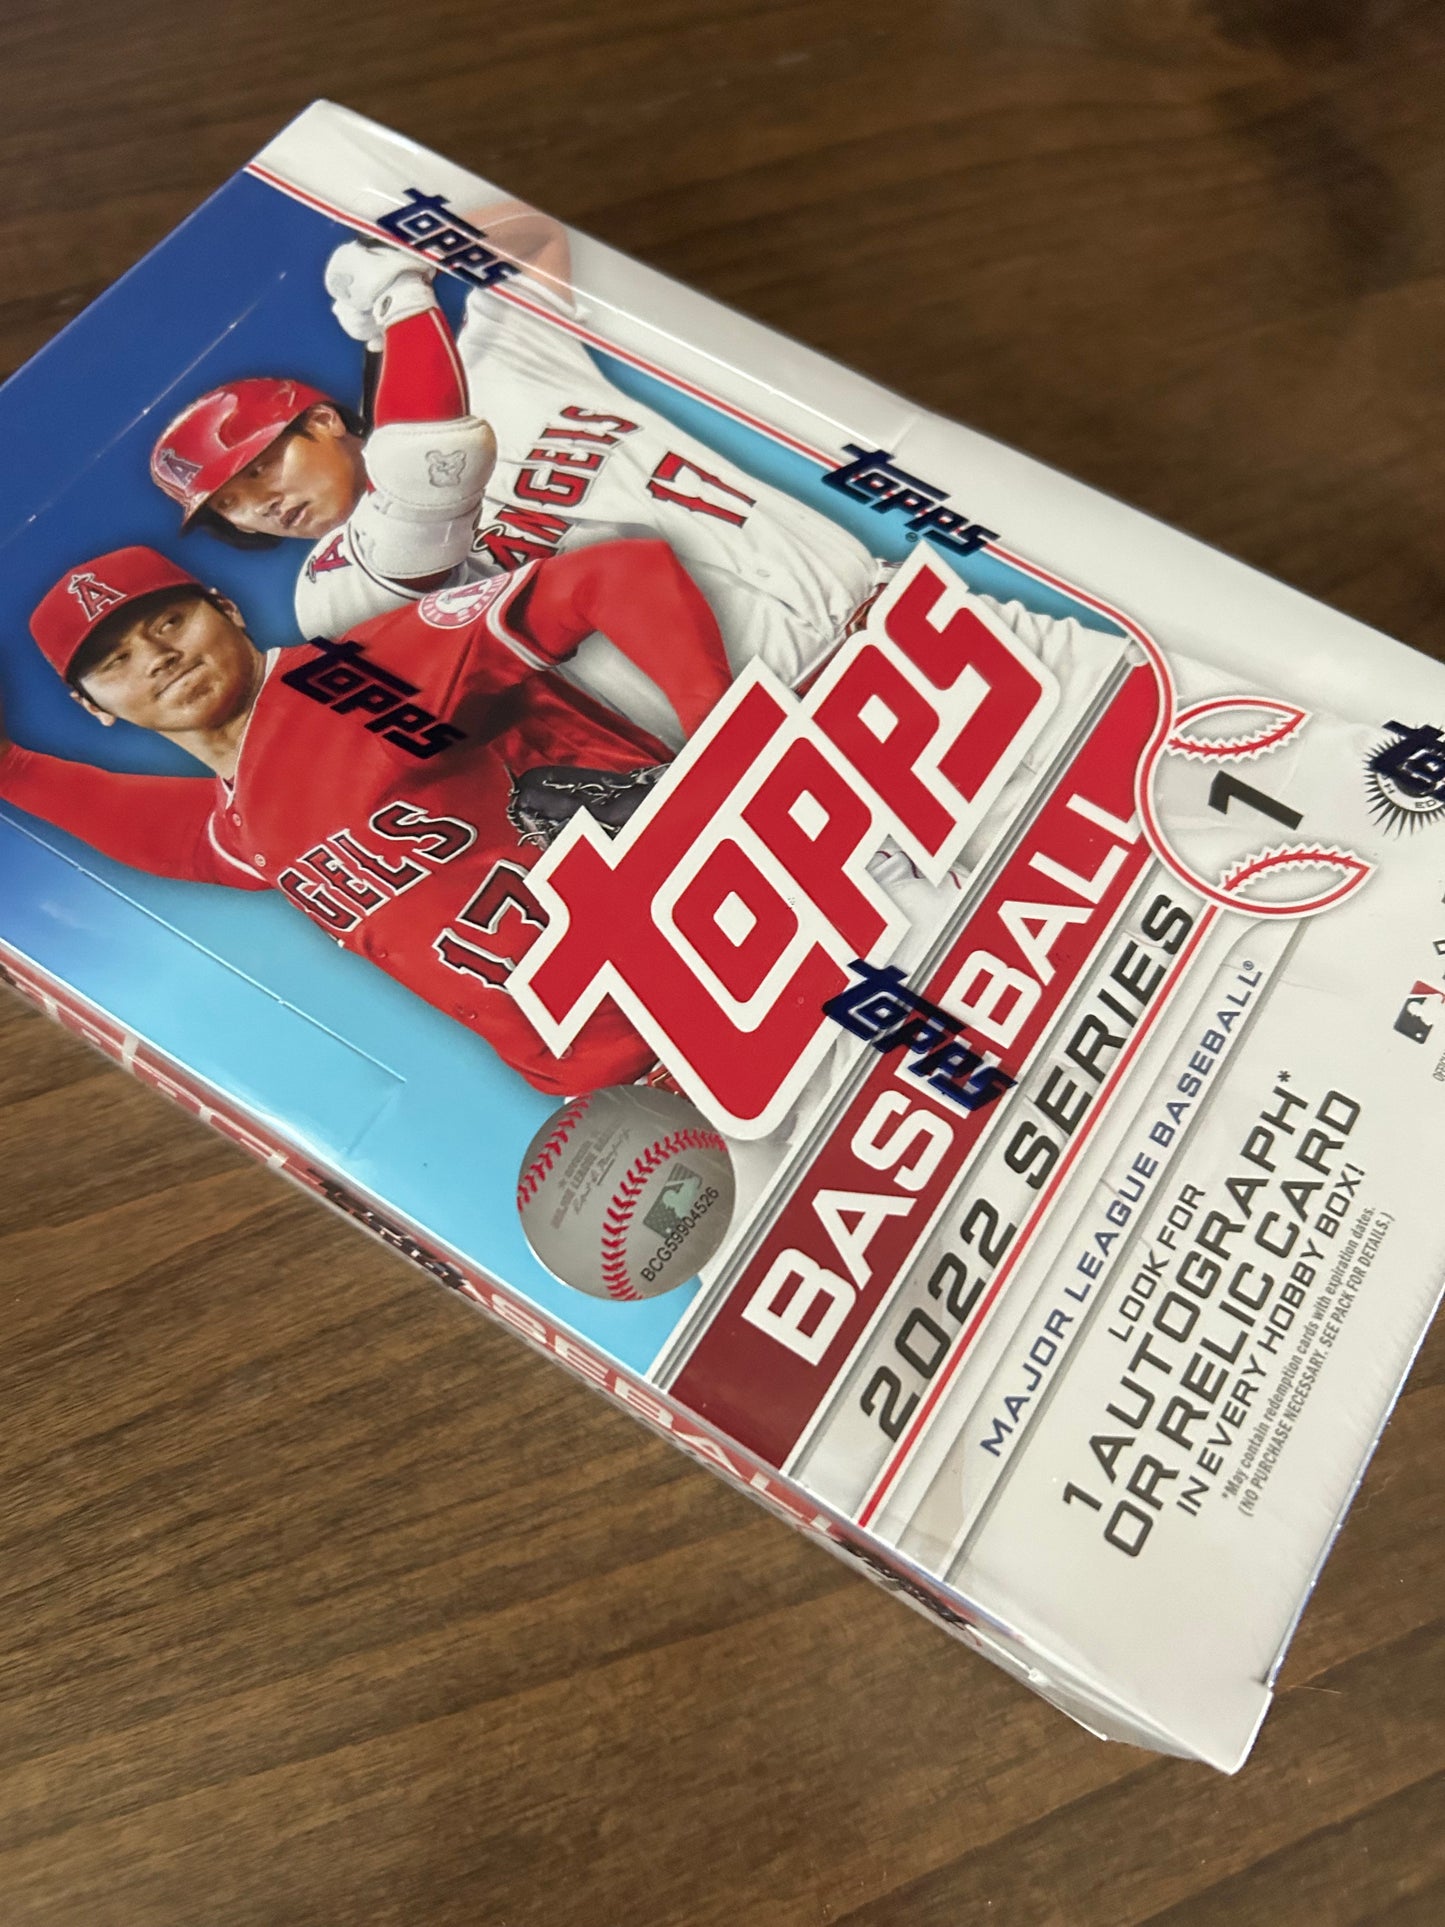 Topps
Topps
Topps
A
A
A
ANGELS
17
ANGELS
17
Topps
Topps
BASEBALL
2022 SERIES
1
MAJOR LEAGUE BASEBALL®
LOOK FOR
1 AUTOGRAPH*
OR RELIC CARD
IN EVERY HOBBY BOX!
*May contain redemption cards with expiration dates.
(NO PURCHASE NECESSARY. SEE PACK FOR DETAILS.)
BCG59904526
BASEBALL